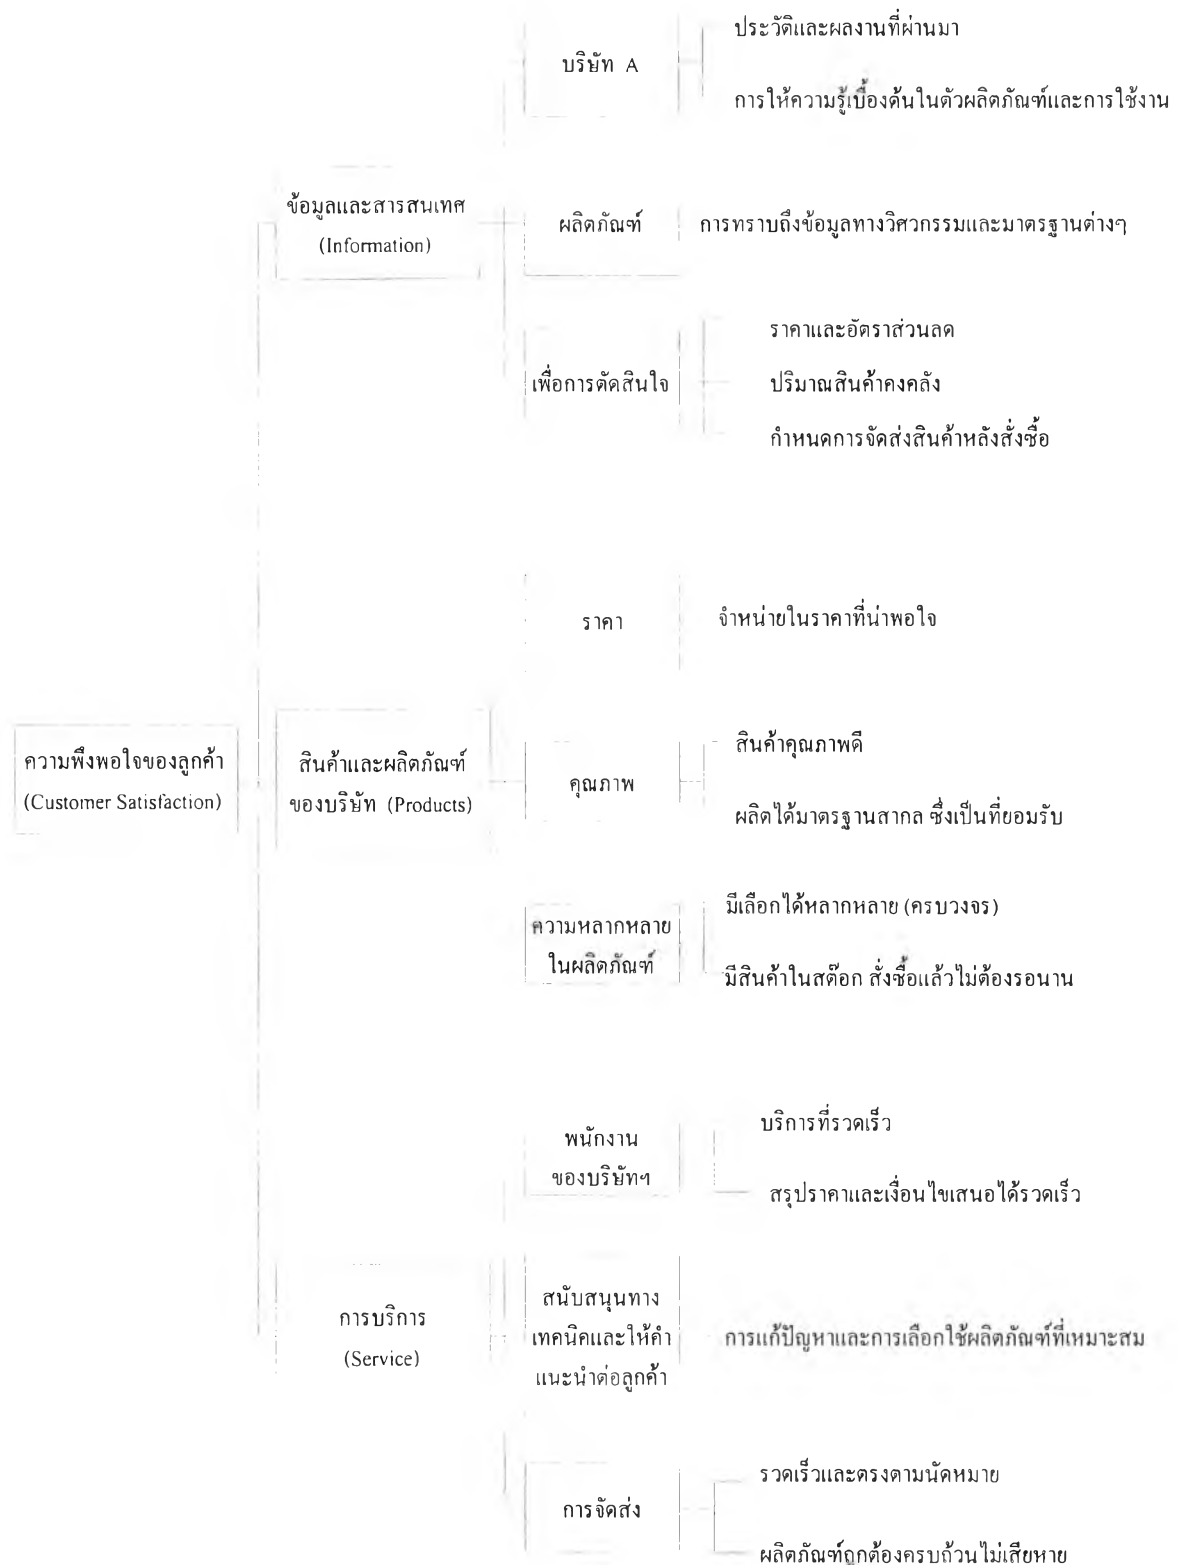 ประวัติและผลงานที่ผ่านมา
บริษัท A
การให้ความรู้เบื้องต้นในตัวผลิตภัณฑ์และการใช้งาน
ข้อมูลและสารสนเทศ
(Information)
ผลิตภัณฑ์
การทราบถึงข้อมูลทางวิศวกรรมและมาตรฐานต่างๆ
ราคาและอัตราส่วนลด
เพื่อการตัดสินใจ
ปริมาณสินค้าคงคลัง
กำหนดการจัดส่งสินค้าหลังสั่งซื้อ
ราคา
จำหน่ายในราคาที่น่าพอใจ
ความพึงพอใจของลูกค้า
(Customer Satisfaction)
สินค้าและผลิตภัณฑ์
ของบริษัท (Products)
คุณภาพ
สินค้าคุณภาพดี
ผลิตได้มาตรฐานสากล ซึ่งเป็นที่ยอมรับ
ความหลากหลาย
ในผลิตภัณฑ์
มีเลือกได้หลากหลาย (ครบวงจร)
มีสินค้าในสต๊อก สั่งซื้อแล้วไม่ต้องรอนาน
พนักงาน
ของบริษัทฯ
บริการที่รวดเร็ว
สรุปราคาและเงื่อนไขเสนอได้รวดเร็ว
การบริการ
(Service)
สนับสนุนทาง
เทคนิคและให้คำ
แนะนำต่อลูกค้า
การแก้ปัญหาและการเลือกใช้ผลิตภัณฑ์ที่เหมาะสม
การจัดส่ง
รวดเร็วและตรงตามนัดหมาย
ผลิตภัณฑ์ถูกต้องครบถ้วนไม่เสียหาย